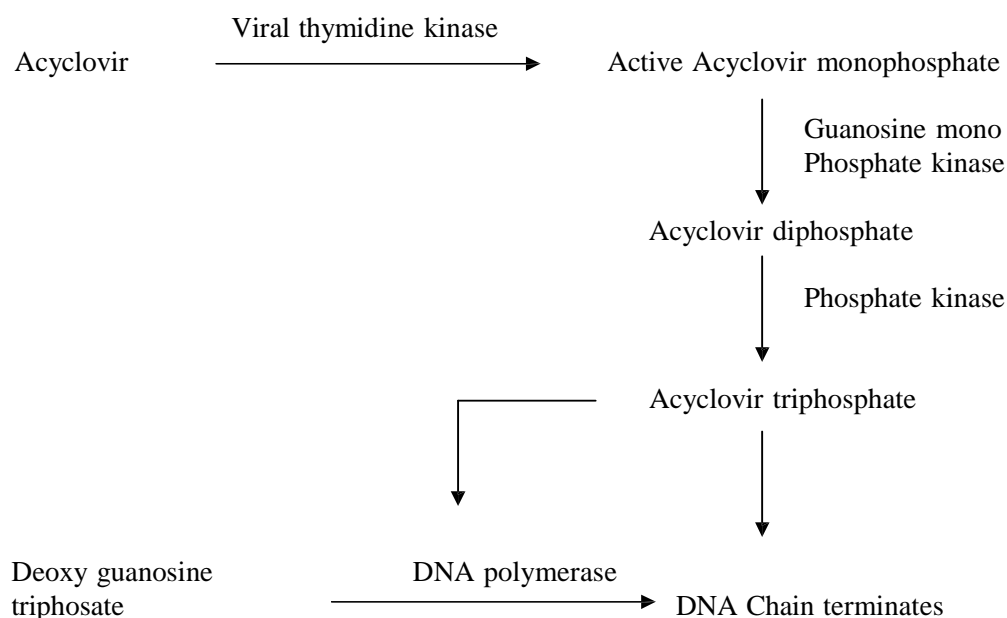 Viral thymidine kinase
Acyclovir
Active Acyclovir monophosphate
Guanosine mono
Phosphate kinase
Acyclovir diphosphate
Phosphate kinase
Acyclovir triphosphate
Deoxy guanosine
triphosate
DNA polymerase
DNA Chain terminates